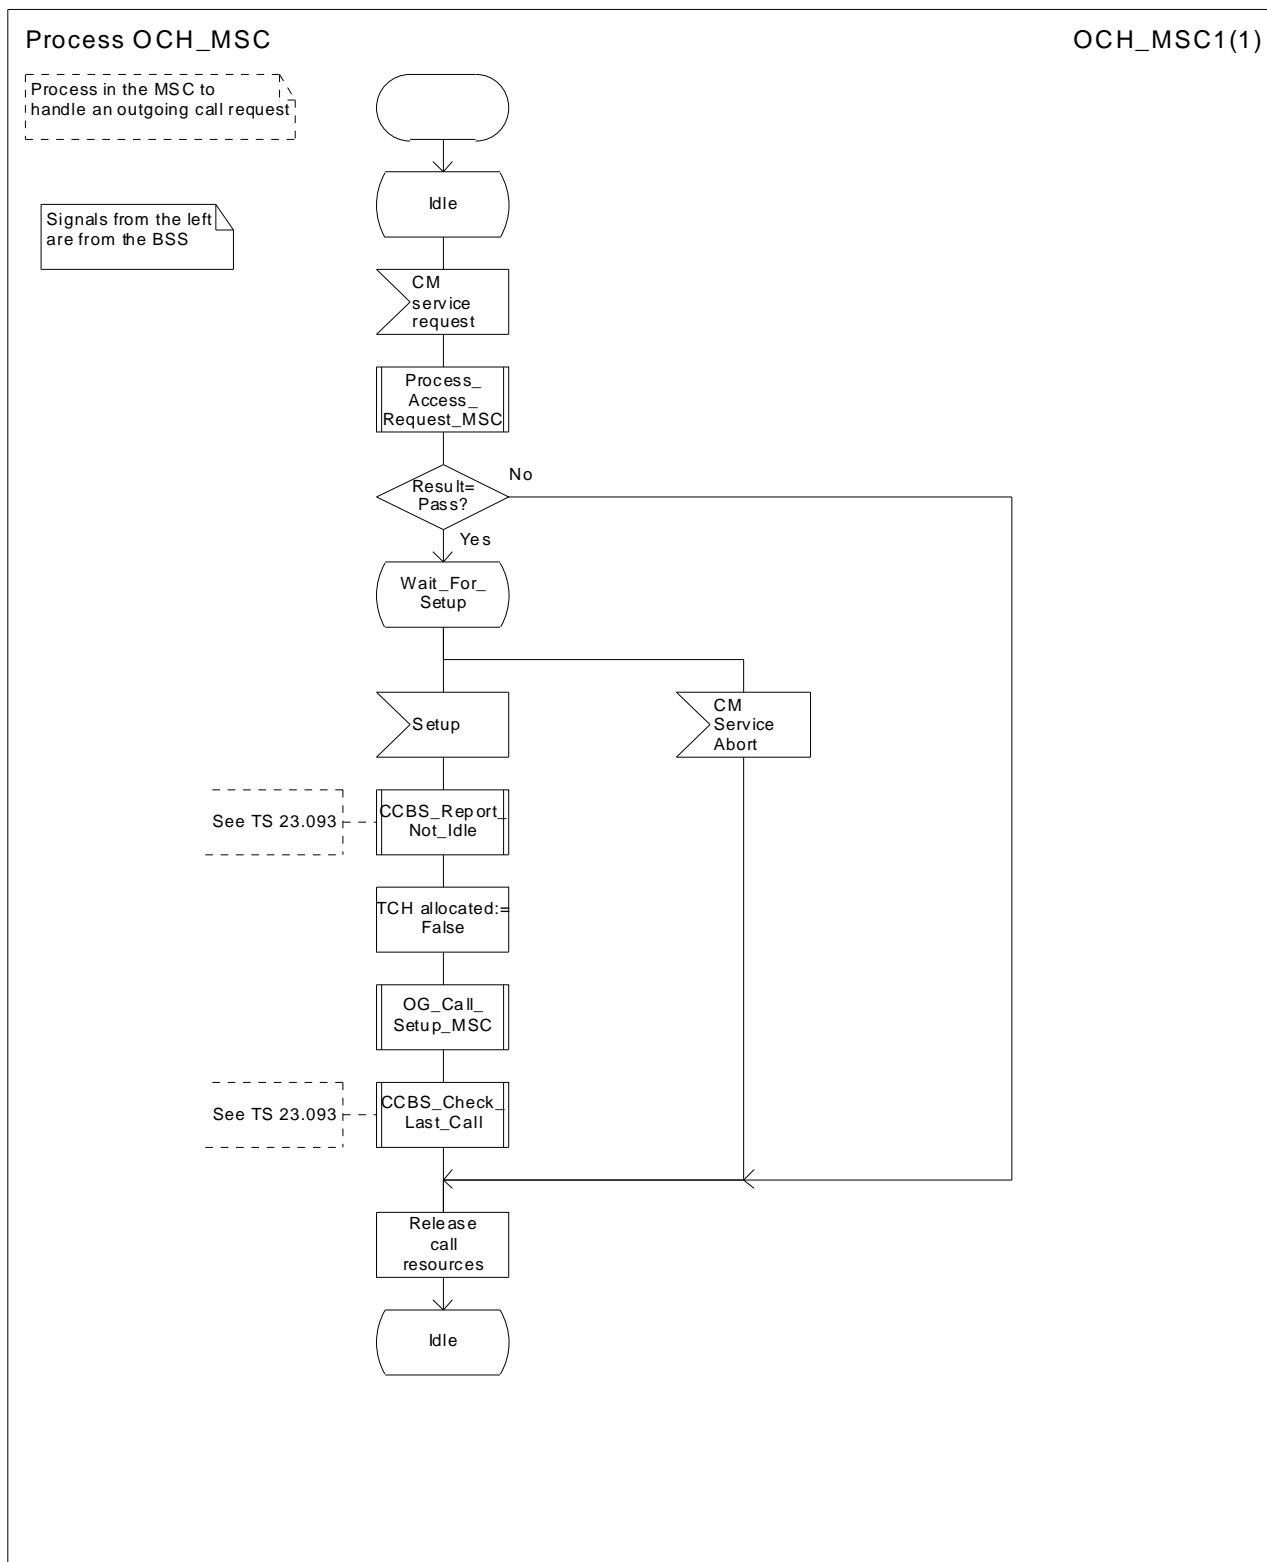 Process OCH_MSC
OCH_MSC1(1)
Process in the MSC to
handle an outgoing call request
Idle
Signals from the left
are from the BSS
CM
service
request
Process_
Access_
Request_MSC
No
Result=
Pass?
Yes
Wait_For_
Setup
Setup
CM
Service
Abort
See TS 23.093
CCBS_Report_
Not_Idle
TCH allocated:=
False
OG_Call_
Setup_MSC
See TS 23.093
CCBS_Check_
Last_Call
Release
call
resources
Idle